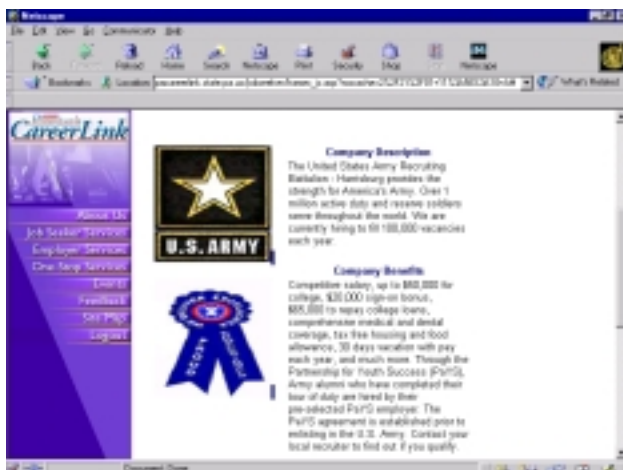 Netscape
Go Communicator Help
Back Reload Home Search Netscape Print Security Shop Netscape
Bookmarks Location What's Related
CareerLink
About Us
Job Seeker Services
Employer Services
One-Stop Services
Events
Feedback
Site Map
Logout
U.S. ARMY
Company Description
The United States Army Recruiting
Battalion - Harrisburg provides the
strength for America's Army. Over 1
million active duty and reserve soldiers
serve throughout the world. We are
currently hiring to fill 100,000 vacancies
each year.
Company Benefits
Competitive salary, up to $50,000 for
college, $20,000 sign-on bonus,
$65,000 to repay college loans,
comprehensive medical and dental
coverage, tax free housing and food
allowance, 30 days vacation with pay
each year, and much more. Through the
Partnership for Youth Success (PaYS),
Army alumni who have completed their
tour of duty are hired by their
pre-selected PaYS employer. The
PaYS agreement is established prior to
enlisting in the U.S. Army. Contact your
local recruiter to find out if you qualify.
Document: Done